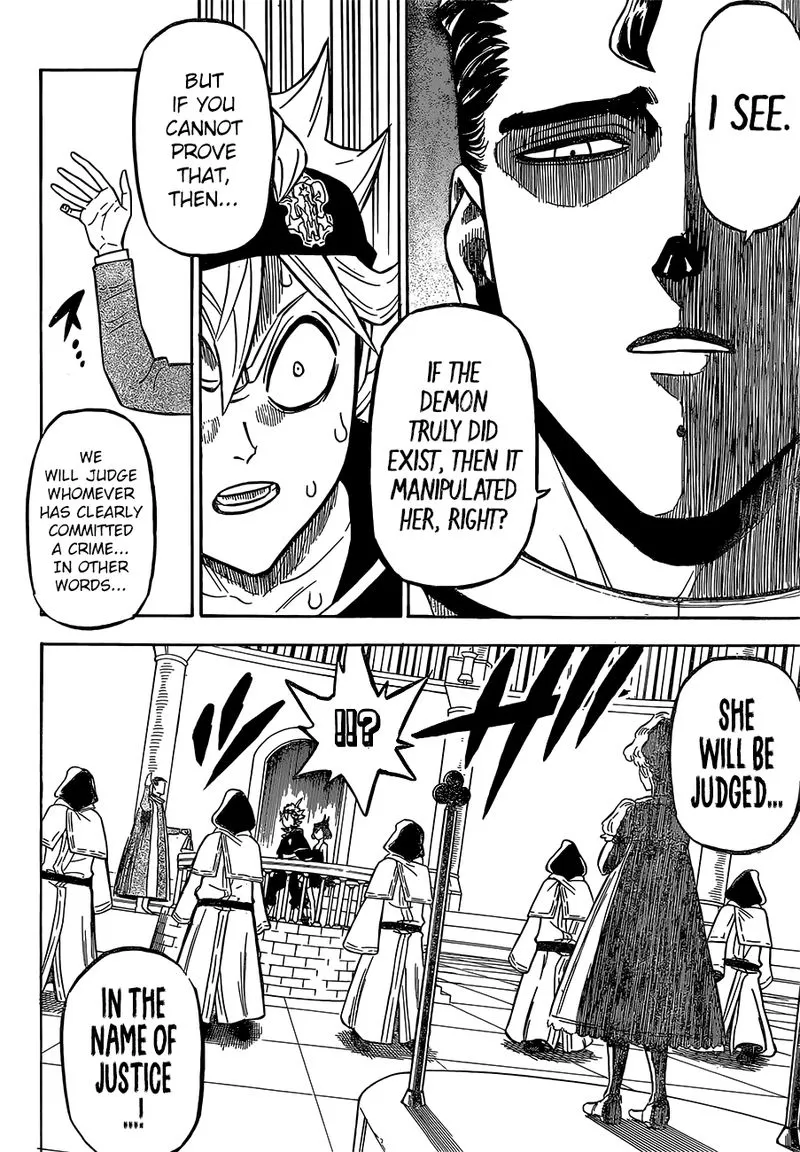 I SEE.
IF THE
DEMON
TRULY DID
EXIST, THEN IT
MANIPULATED
HER, RIGHT?
BUT
IF YOU
CANNOT
PROVE
THAT,
THEN...
WE
WILL JUDGE
WHOMEVER
HAS CLEARLY
COMMITTED
A CRIME...
IN OTHER
WORDS...
SHE
WILL BE
JUDGED...
!!?
IN THE
NAME OF
JUSTICE
...!